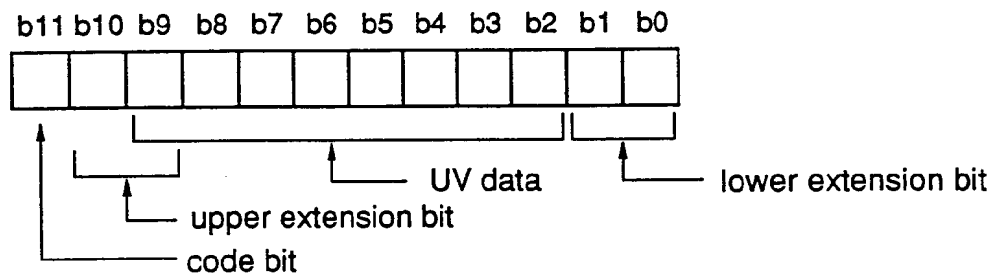 b11 b10 b9 b8 b7 b6 b5 b4 b3 b2 b1 b0
UV data
lower extension bit
upper extension bit
code bit